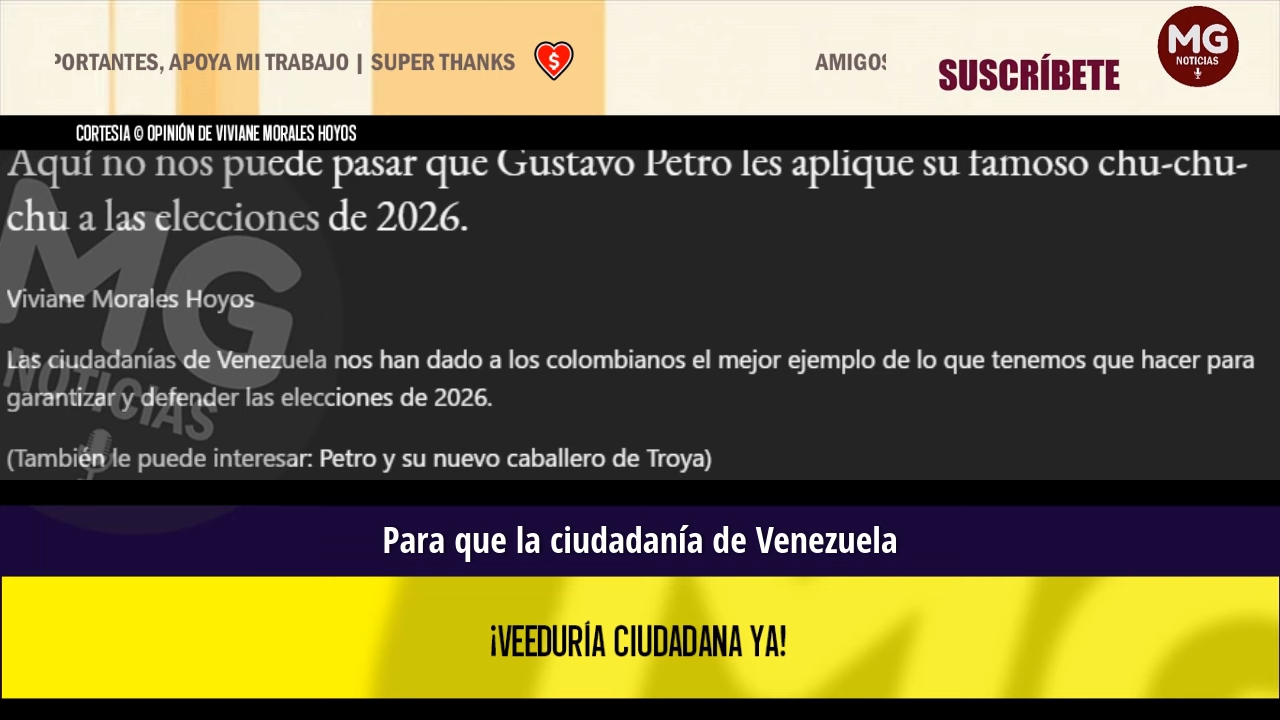 PORTANTES, APOYA MI TRABAJO | SUPER THANKS
AMIGOS
SUSCRÍBETE
MG
NOTICIAS
CORTESIA © OPINIÓN DE VIVIANE MORALES HOYOS
Aquí no nos puede pasar que Gustavo Petro les aplique su famoso chu-chu-
chu a las elecciones de 2026.
MG
NOTICIAS
Viviane Morales Hoyos
Las ciudadanías de Venezuela nos han dado a los colombianos el mejor ejemplo de lo que tenemos que hacer para
garantizar y defender las elecciones de 2026.
(También le puede interesar: Petro y su nuevo caballero de Troya)
Para que la ciudadanía de Venezuela
¡VEEDURÍA CIUDADANA YA!